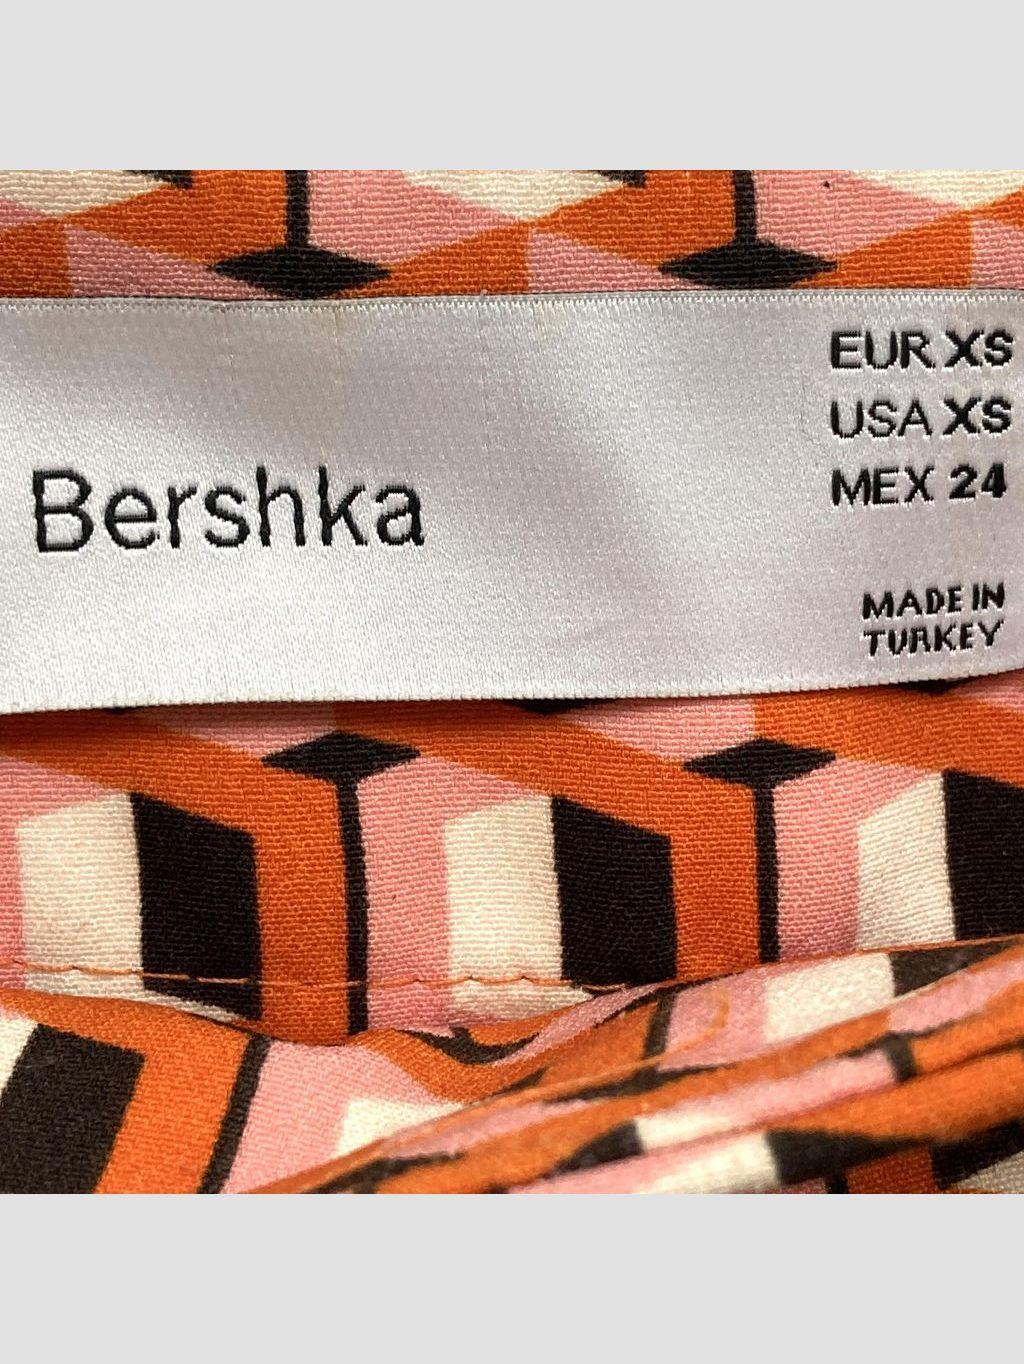 Bershka
EUR XS
USA XS
MEX 24
MADE IN
TURKEY